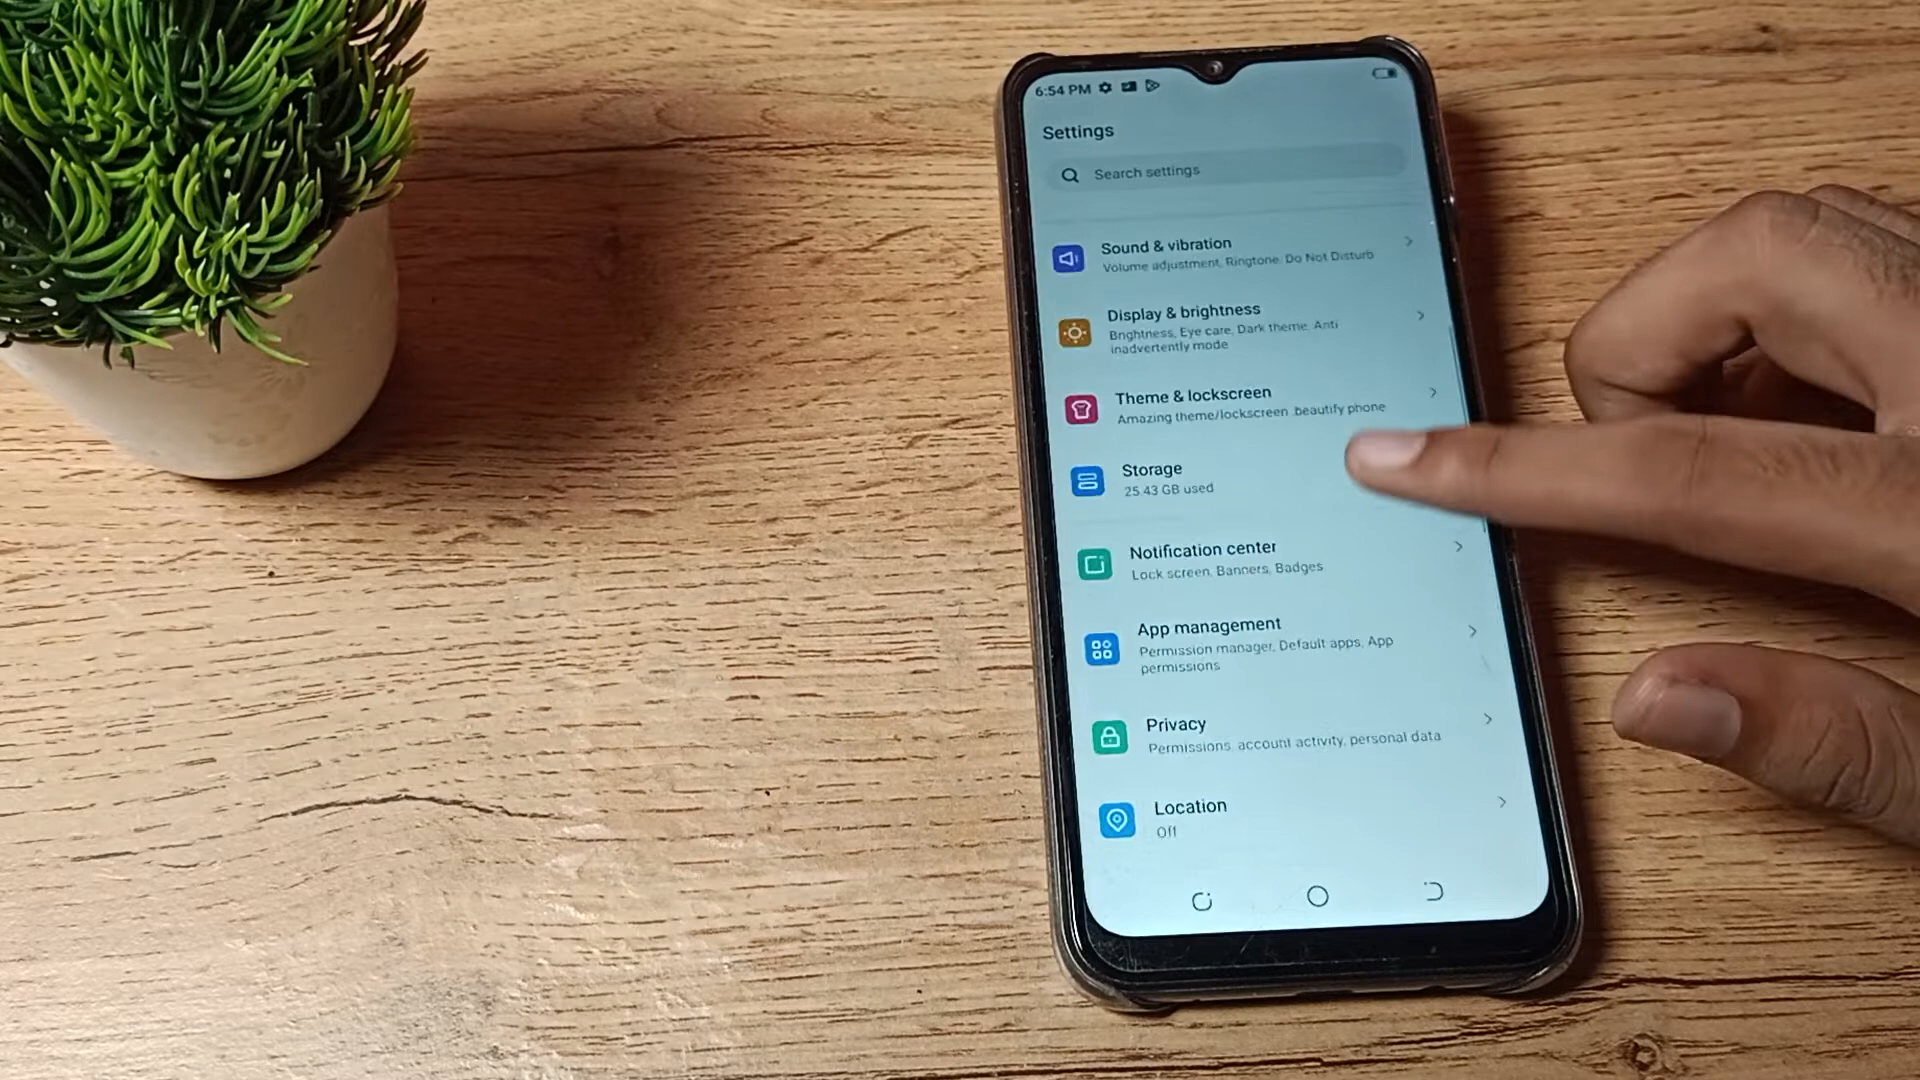 6:54 PM
Settings
Search settings
Sound & vibration
Volume adjustment, Ringtone, Do Not Disturb
Display & brightness
Brightness, Eye care, Dark theme, Anti
inadvertently mode
Theme & lockscreen
Amazing theme/lockscreen ,beautify phone
Storage
25.43 GB used
Notification center
Lock screen, Banners, Badges
App management
Permission manager, Default apps, App
permissions
Privacy
Permissions, account activity, personal data
Location
Off